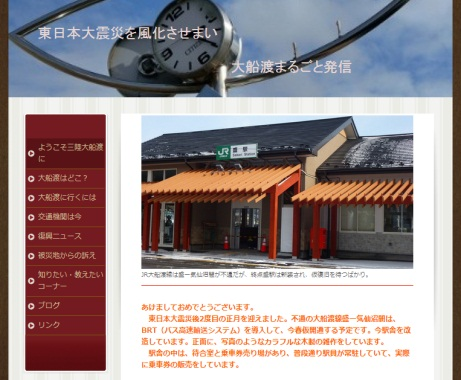 東日本大震災を風化させまい
大船渡まるごと発信
CITIZEN
ようこそ三陸大船渡
に
大船渡はどこ？
大船渡に行くには
交通機関は今
復興ニュース
被災地からの訴え
知りたい・教えたい
コーナー
ブログ
リンク
JR
盛駅
JR大船渡線は盛－気仙沼間が不通だが、終点盛駅は新装され、復復旧を待つばかり。
あけましておめでとうございます。
東日本大震災後2度目の正月を迎えました。不通の大船渡線盛－気仙沼間は、
BRT（バス高速輸送システム）を導入して、今春仮開通する予定です。今駅舎を改
造しています。正面に、写真のようなカラフルな木製の雑作をしています。
駅舎の中は、待合室と乗車券売り場があり、普段通り駅員が常駐していて、実際
に乗車券の販売をしています。